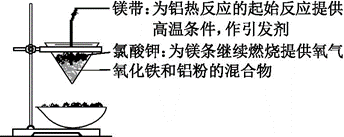 镁带:为铝热反应的起始反应提供
高温条件,作引发剂
氯酸钾:为镁条继续燃烧提供氧气
氧化铁和铝粉的混合物